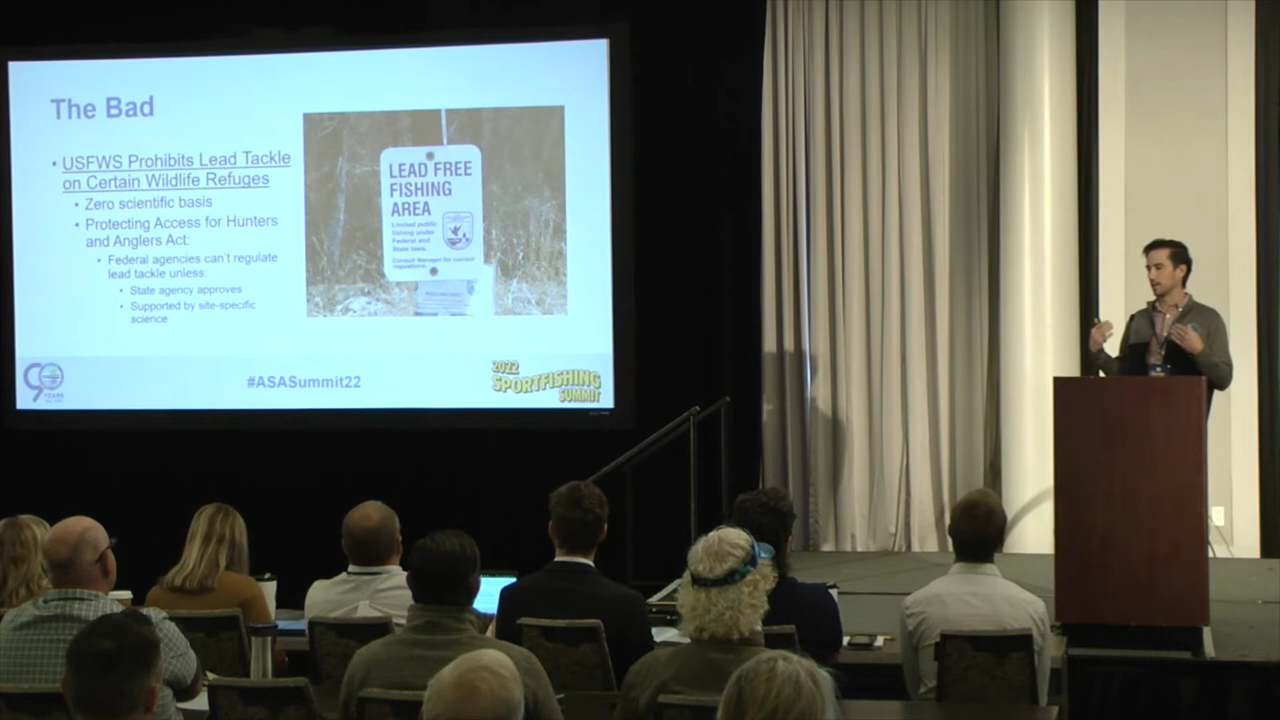 The Bad
• USFWS Prohibits Lead Tackle
on Certain Wildlife Refuges
• Zero scientific basis
• Protecting Access for Hunters
and Anglers Act:
• Federal agencies can't regulate
lead tackle unless:
• State agency approves
• Supported by site-specific
science
LEAD FREE
FISHING
AREA
Limited public
fishing under
Federal and
State laws.
Consult Manager for current
regulations.
90
YEARS
#ASASummit22
2022
SPORTFISHING
SUMMIT